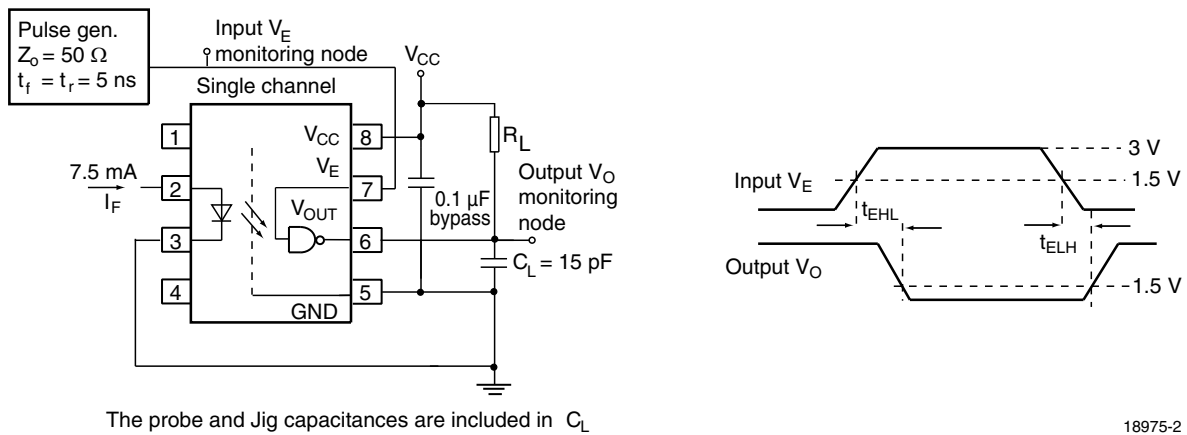 Pulse gen.
Zo = 50 Ω
tf = tr = 5 ns
Input VE
monitoring node
VCC
Single channel
1
2
3
4
VCC
8
VE
7
VOUT
6
5
GND
7.5 mA
IF
RL
0.1 µF
bypass
Output VO
monitoring
node
CL = 15 pF
The probe and Jig capacitances are included in CL
Input VE
3 V
1.5 V
tEHL
tELH
Output VO
1.5 V
18975-2